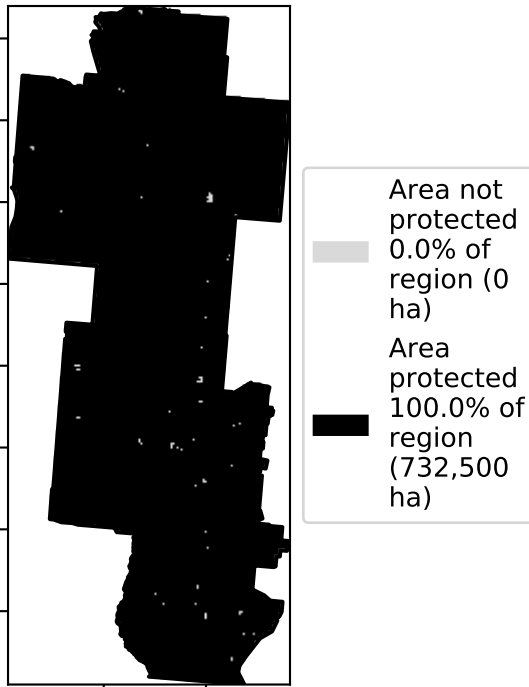 Area not
protected
0.0% of
region (0
ha)
Area
protected
100.0% of
region
(732,500
ha)